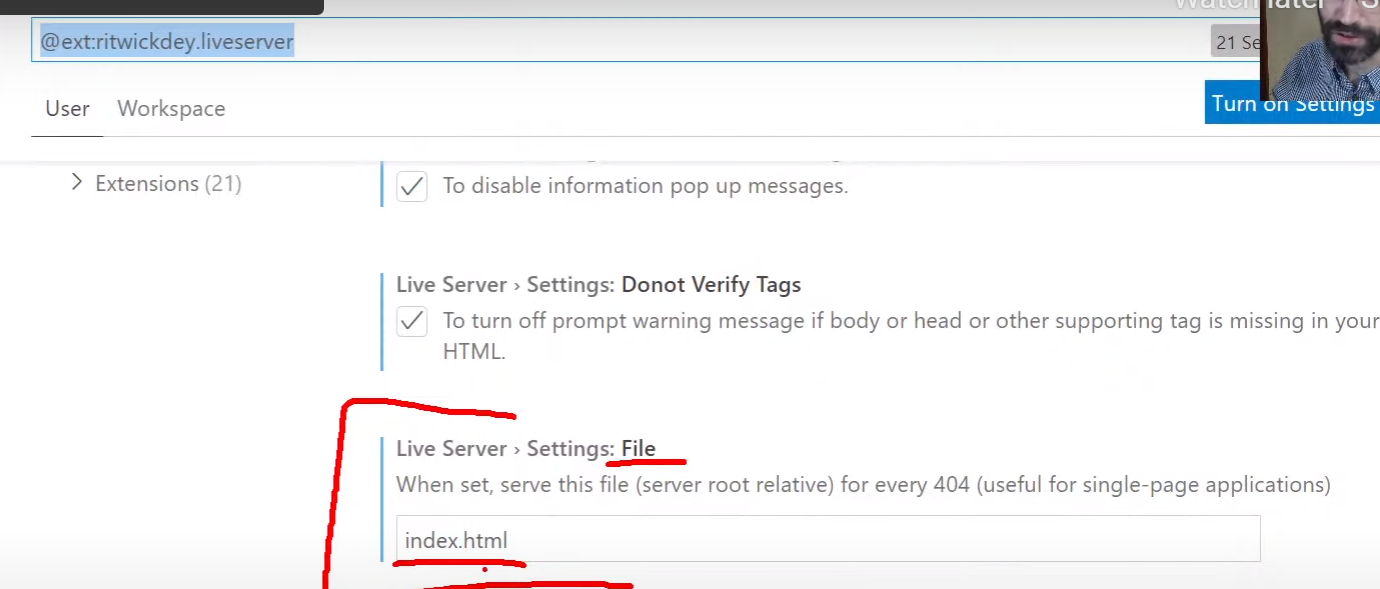 @ext:ritwickdey.liveserver
21 Se
User Workspace
Turn on Settings
Extensions (21)
To disable information pop up messages.
Live Server › Settings: Donot Verify Tags
To turn off prompt warning message if body or head or other supporting tag is missing in your
HTML.
Live Server › Settings: File
When set, serve this file (server root relative) for every 404 (useful for single-page applications)
index.html